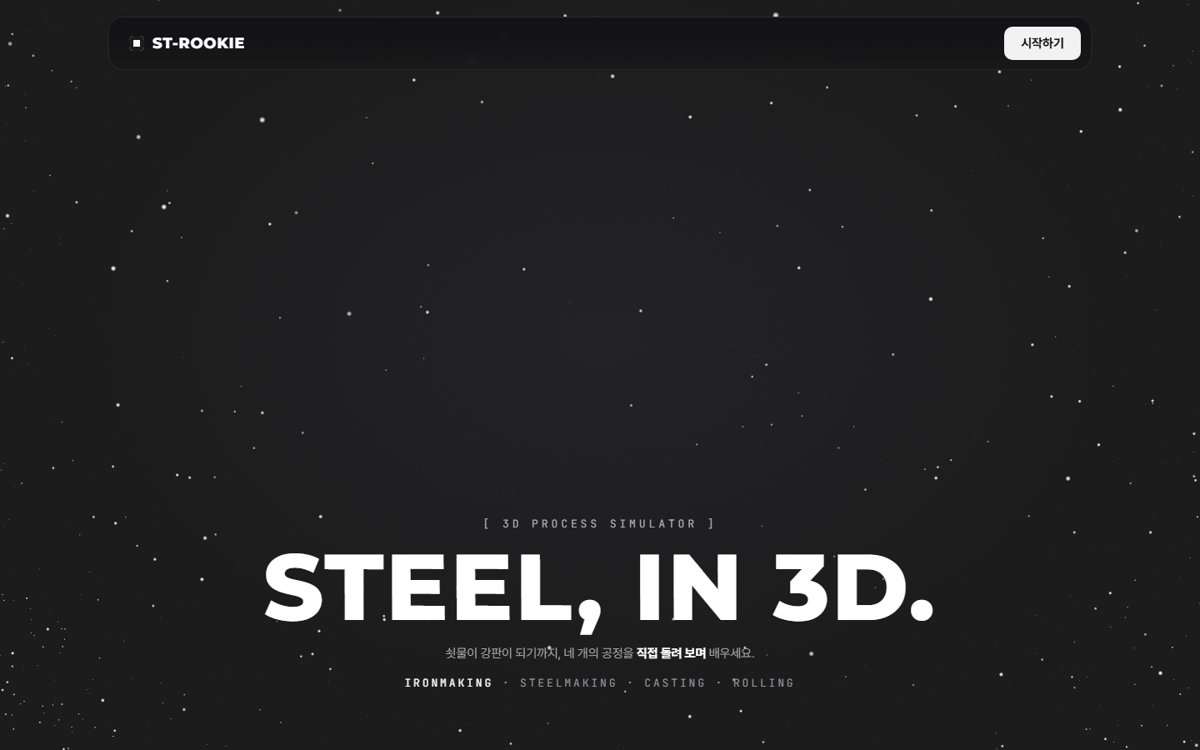 ST-ROOKIE
시작하기
[ 3D PROCESS SIMULATOR ]
STEEL, IN 3D.
쇳물이 강판이 되기까지, 네 개의 공정을 직접 돌려 보며 배우세요.
IRONMAKING · STEELMAKING · CASTING · ROLLING